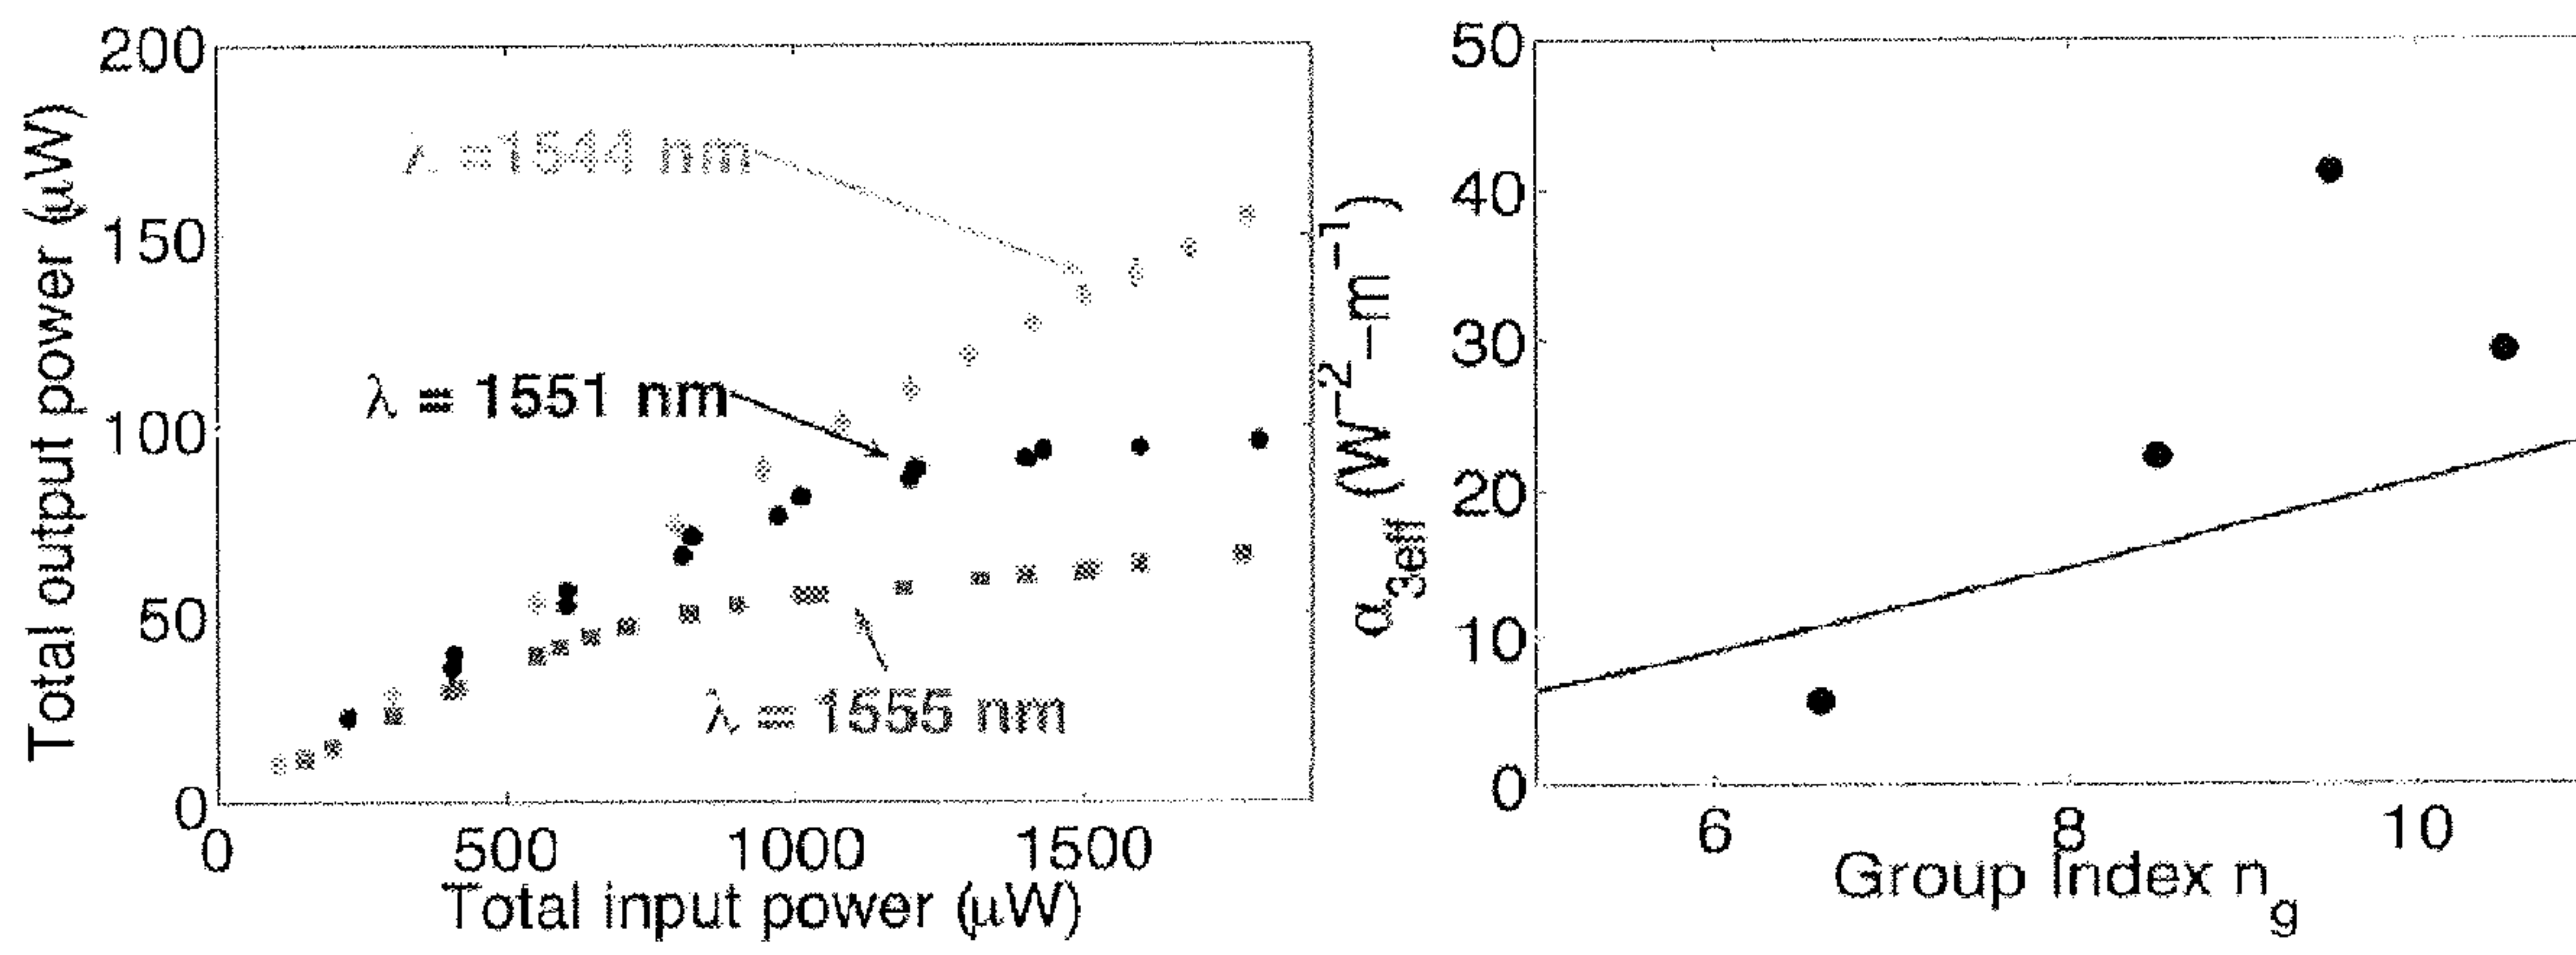 200
150
100
50
0
Total output power (μW)
λ =1544 nm
λ = 1551 nm
λ = 1555 nm
0 500 1000 1500
Total input power (μW)
50
40
30
20
10
0
α3eff (W−2−m−1)
6 8 10
Group Index ng